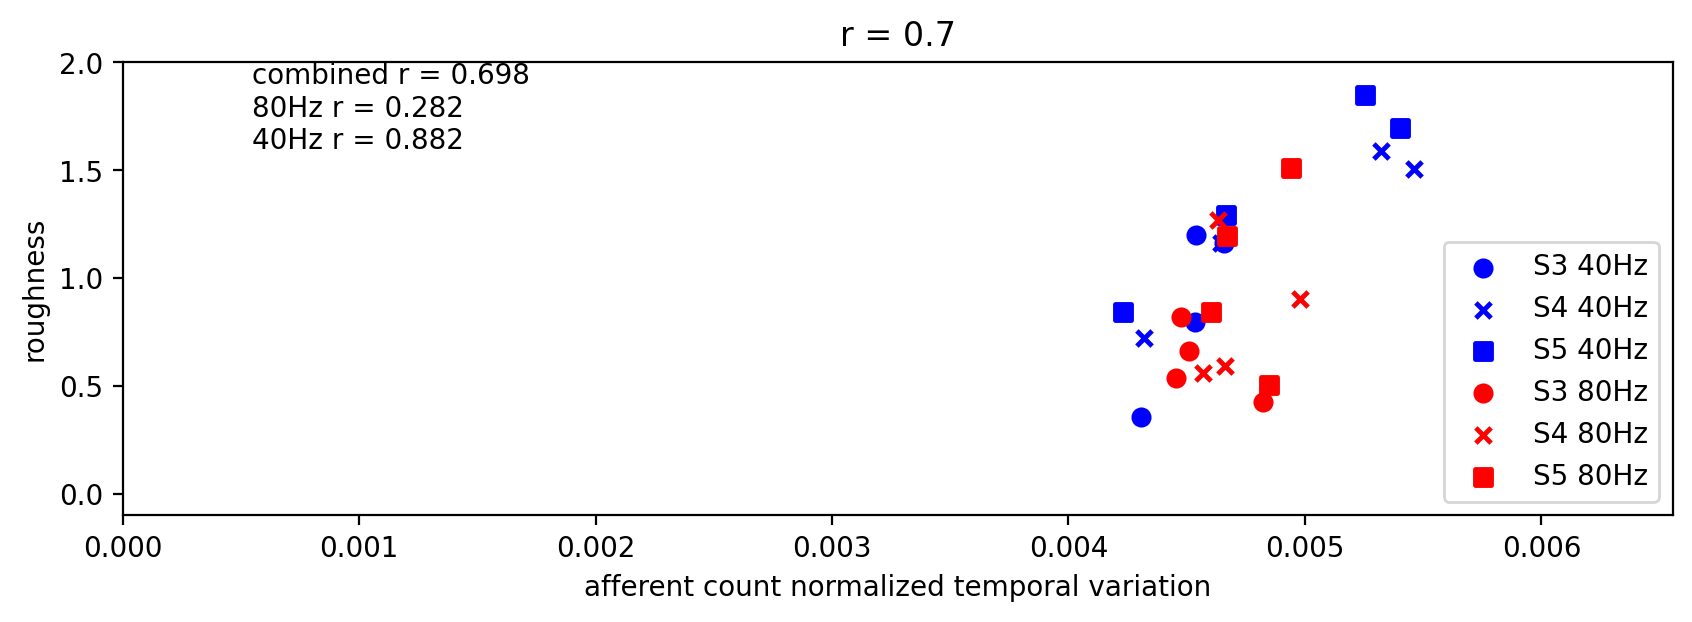 r = 0.7
combined r = 0.698
80Hz r = 0.282
40Hz r = 0.882
2.0
1.5
1.0
0.5
0.0
roughness
S3 40Hz
S4 40Hz
S5 40Hz
S3 80Hz
S4 80Hz
S5 80Hz
0.000 0.001 0.002 0.003 0.004 0.005 0.006
afferent count normalized temporal variation